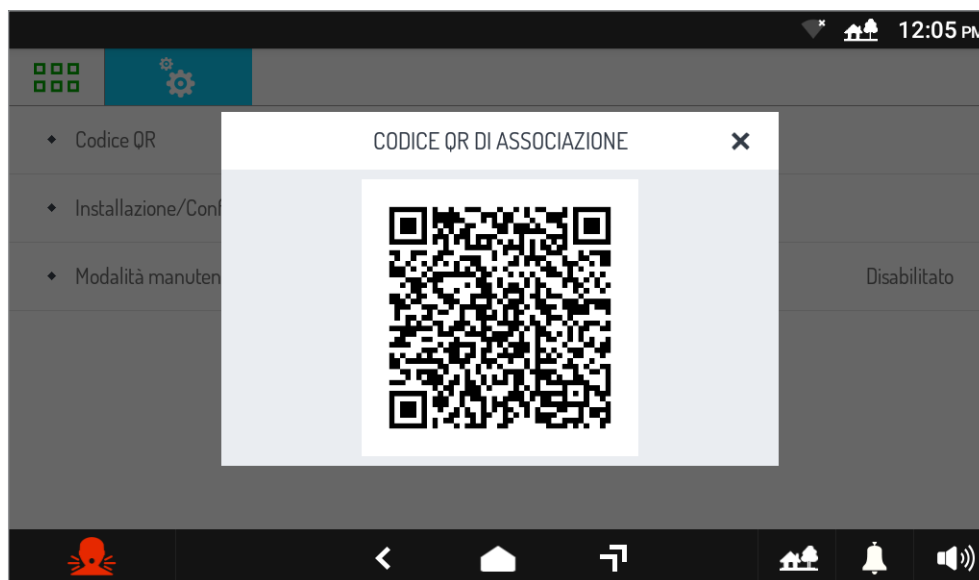 12:05 PM
CODICE QR DI ASSOCIAZIONE
Codice QR
Installazione/Conf
Modalità manuten
Disabilitato